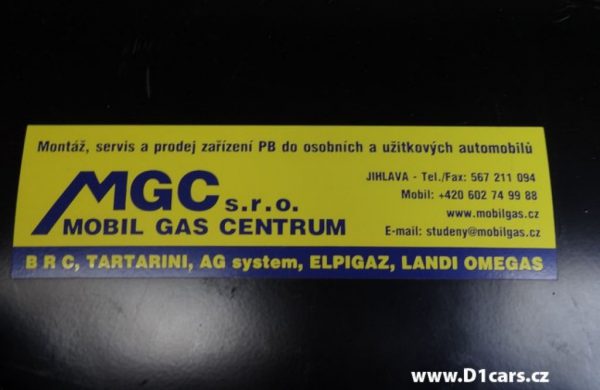 Montáž, servis a prodej zařízení PB do osobních a užitkových automobilů
MGC s.r.o.
MOBIL GAS CENTRUM
JIHLAVA - Tel./Fax: 567 211 094
Mobil: +420 602 74 99 88
www.mobilgas.cz
E-mail: studeny@mobilgas.cz
B R C, TARTARINI, AG system, ELPIGAZ, LANDI OMEGAS
www.D1cars.cz